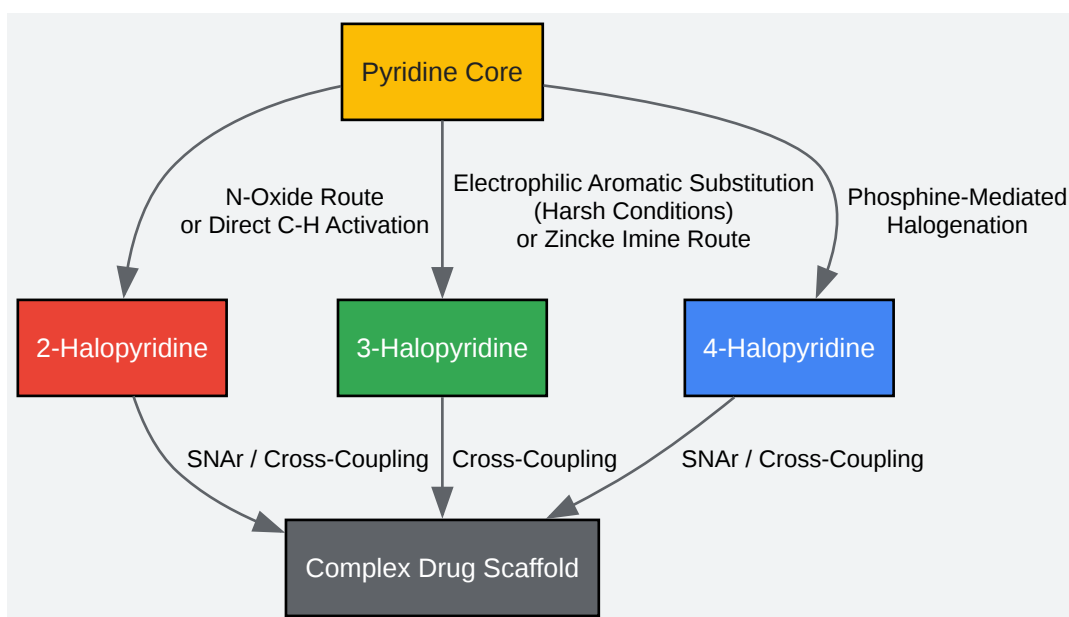 Pyridine Core
N-Oxide Route
or Direct C-H Activation
Electrophilic Aromatic Substitution
(Harsh Conditions)
or Zincke Imine Route
Phosphine-Mediated
Halogenation
2-Halopyridine
3-Halopyridine
4-Halopyridine
SNAr / Cross-Coupling
Cross-Coupling
SNAr / Cross-Coupling
Complex Drug Scaffold